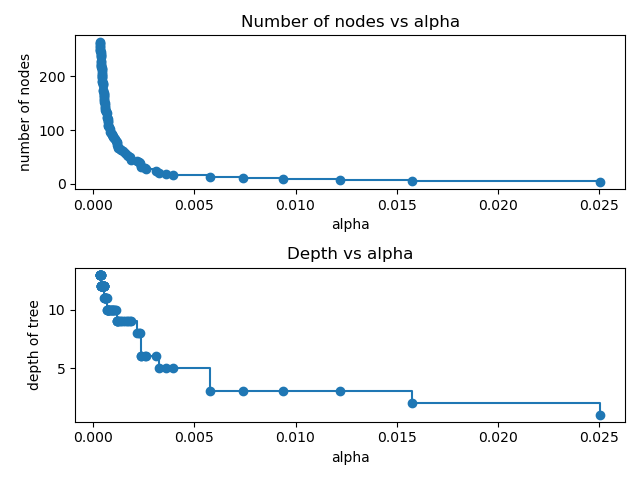 Number of nodes vs alpha
number of nodes
200
100
0
0.000 0.005 0.010 0.015 0.020 0.025
alpha
Depth vs alpha
depth of tree
10
5
0.000 0.005 0.010 0.015 0.020 0.025
alpha